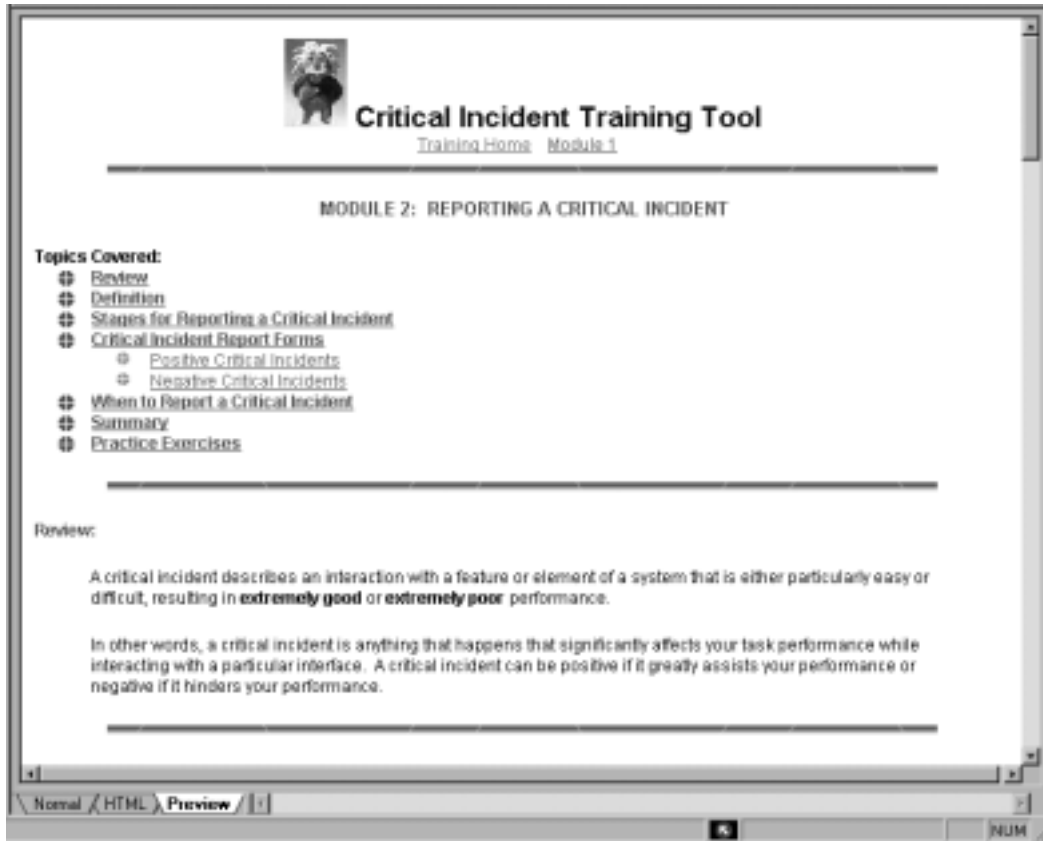 Critical Incident Training Tool
Training Home Module 1
MODULE 2: REPORTING A CRITICAL INCIDENT
Topics Covered:
Review
Definition
Stages for Reporting a Critical Incident
Critical Incident Report Forms
Positive Critical Incidents
Negative Critical Incidents
When to Report a Critical Incident
Summary
Practice Exercises
Review:
A critical incident describes an interaction with a feature or element of a system that is either particularly easy or
difficult, resulting in extremely good or extremely poor performance.
In other words, a critical incident is anything that happens that significantly affects your task performance while
interacting with a particular interface. A critical incident can be positive if it greatly assists your performance or
negative if it hinders your performance.
Normal HTML Preview
NUM